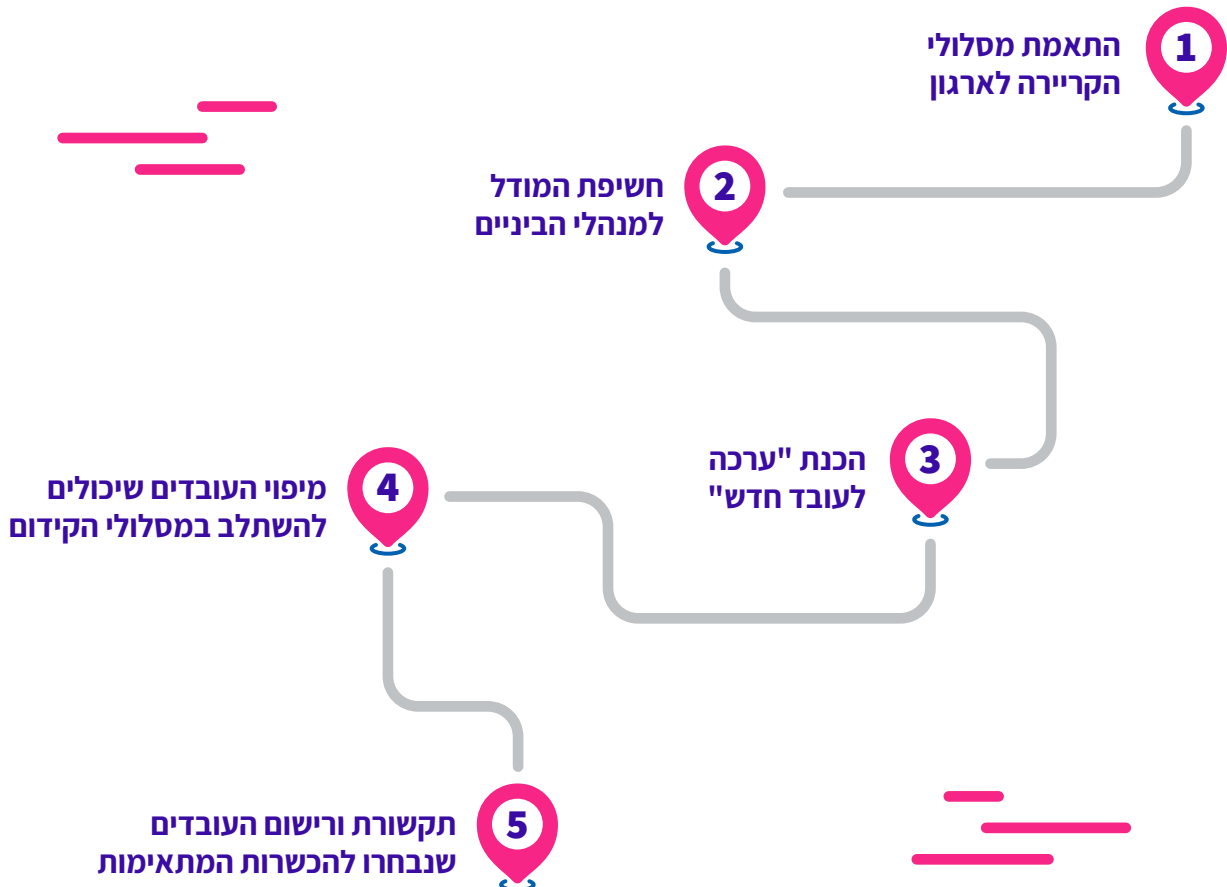 1
התאמת מסלולי
הקריירה לארגון
2
חשיפת המודל
למנהלי הביניים
3
הכנת "ערכה
לעובד חדש"
4
מיפוי העובדים שיכולים
להשתלב במסלולי הקידום
5
תקשורת ורישום העובדים
שנבחרו להכשרות המתאימות